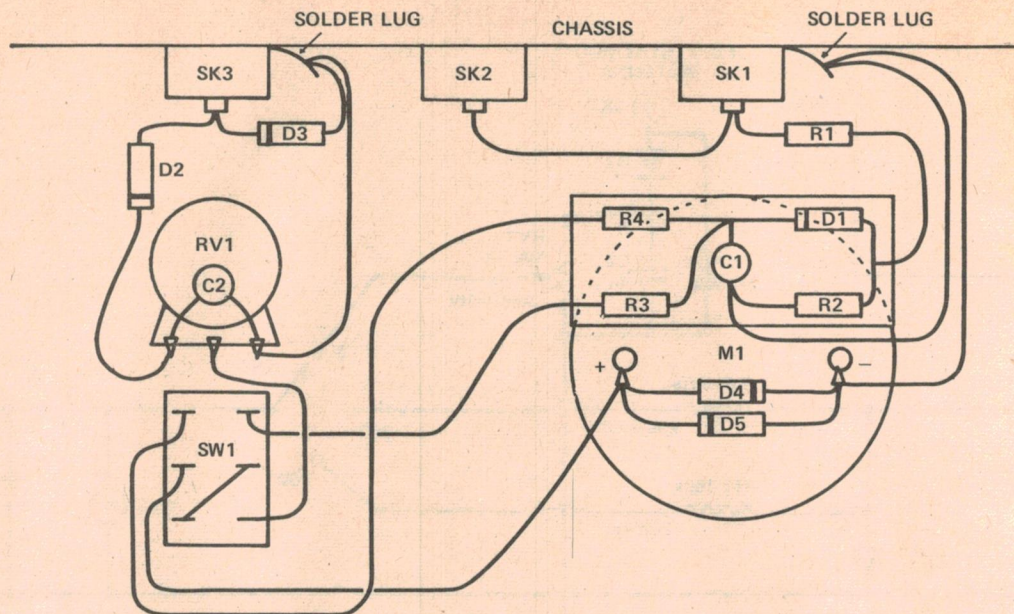 SOLDER LUG
CHASSIS
SOLDER LUG
SK3
SK2
SK1
D3
R1
D2
R4
D1
RV1
C1
C2
R3
R2
M1
+
−
D4
D5
SW1